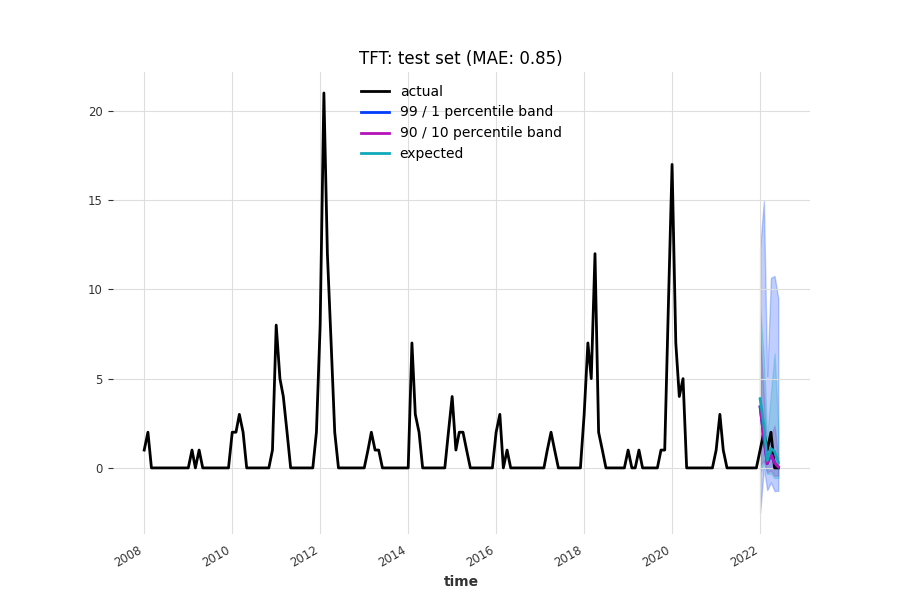 TFT: test set (MAE: 0.85)
actual
99 / 1 percentile band
90 / 10 percentile band
expected
20
15
10
5
0
2008
2010
2012
2014
2016
2018
2020
2022
time